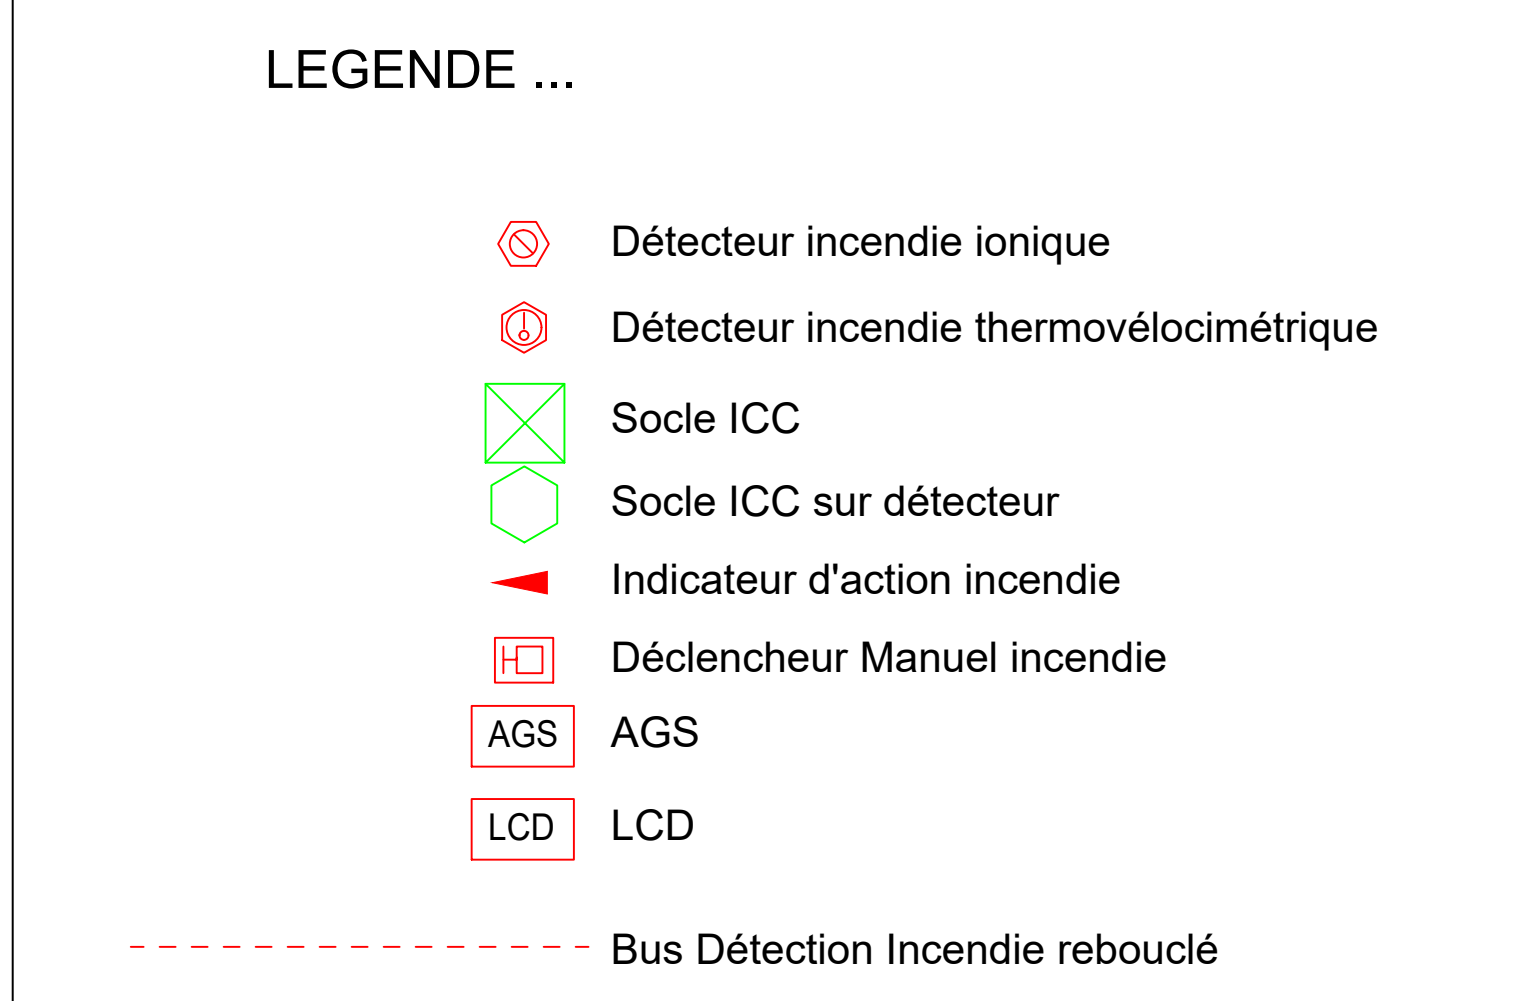 LEGENDE ...
Détecteur incendie ionique
Détecteur incendie thermovélocimétrique
Socle ICC
Socle ICC sur détecteur
Indicateur d'action incendie
Déclencheur Manuel incendie
AGS AGS
LCD LCD
Bus Détection Incendie rebouclé